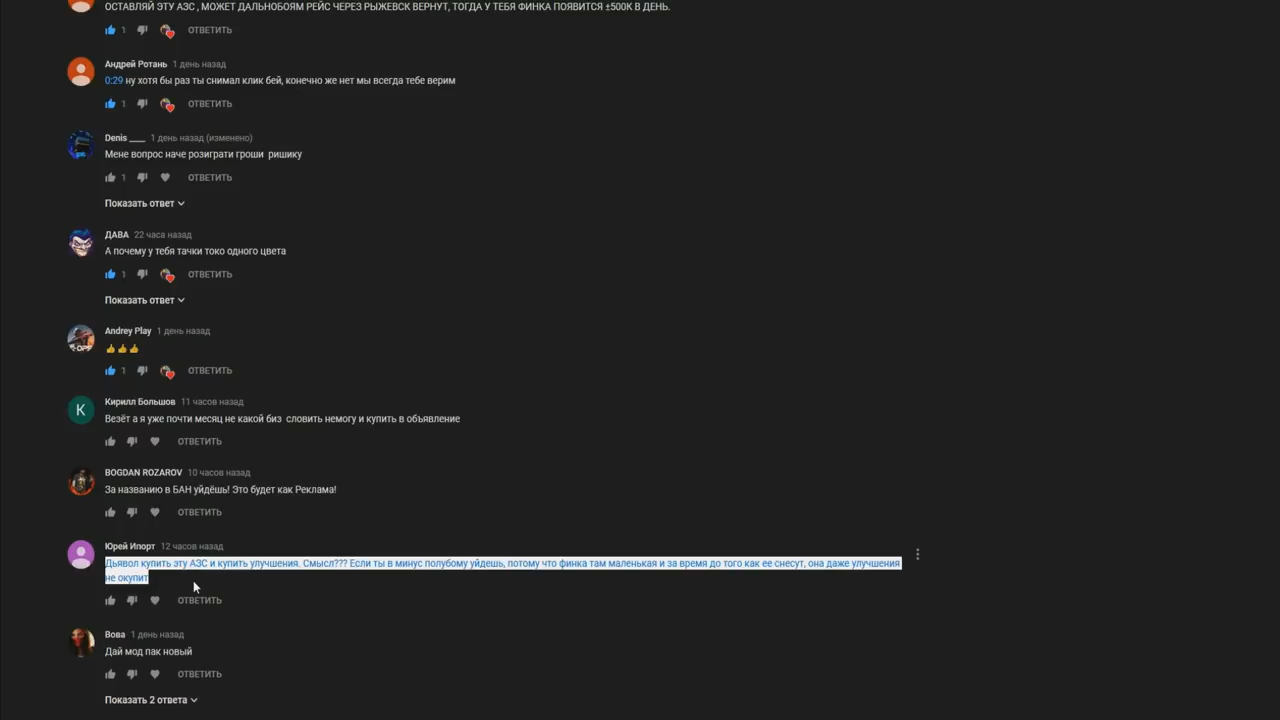 ОСТАВЛЯЙ ЭТУ АЗС , МОЖЕТ ДАЛЬНОБОЯМ РЕЙС ЧЕРЕЗ РЫЖЕВСК ВЕРНУТ, ТОГДА У ТЕБЯ ФИНКА ПОЯВИТСЯ ±500К В ДЕНЬ.
1 ОТВЕТИТЬ
Андрей Ротань 1 день назад
0:29 ну хотя бы раз ты снимал клик бей, конечно же нет мы всегда тебе верим
1 ОТВЕТИТЬ
Denis ____ 1 день назад (изменено)
Мене вопрос наче розиграти гроши ришику
1 ОТВЕТИТЬ
Показать ответ
ДАВА 22 часа назад
А почему у тебя тачки токо одного цвета
1 ОТВЕТИТЬ
Показать ответ
Andrey Play 1 день назад
👍👍👍
1 ОТВЕТИТЬ
К Кирилл Большов 11 часов назад
Везёт а я уже почти месяц не какой биз словить немогу и купить в объявление
ОТВЕТИТЬ
BOGDAN ROZAROV 10 часов назад
За названию в БАН уйдёшь! Это будет как Реклама!
ОТВЕТИТЬ
Юрей Ипорт 12 часов назад
Дьявол купить эту АЗС и купить улучшения. Смысл??? Если ты в минус полубому уйдешь, потому что финка там маленькая и за время до того как ее снесут, она даже улучшения
не окупит
ОТВЕТИТЬ
Вова 1 день назад
Дай мод пак новый
ОТВЕТИТЬ
Показать 2 ответа